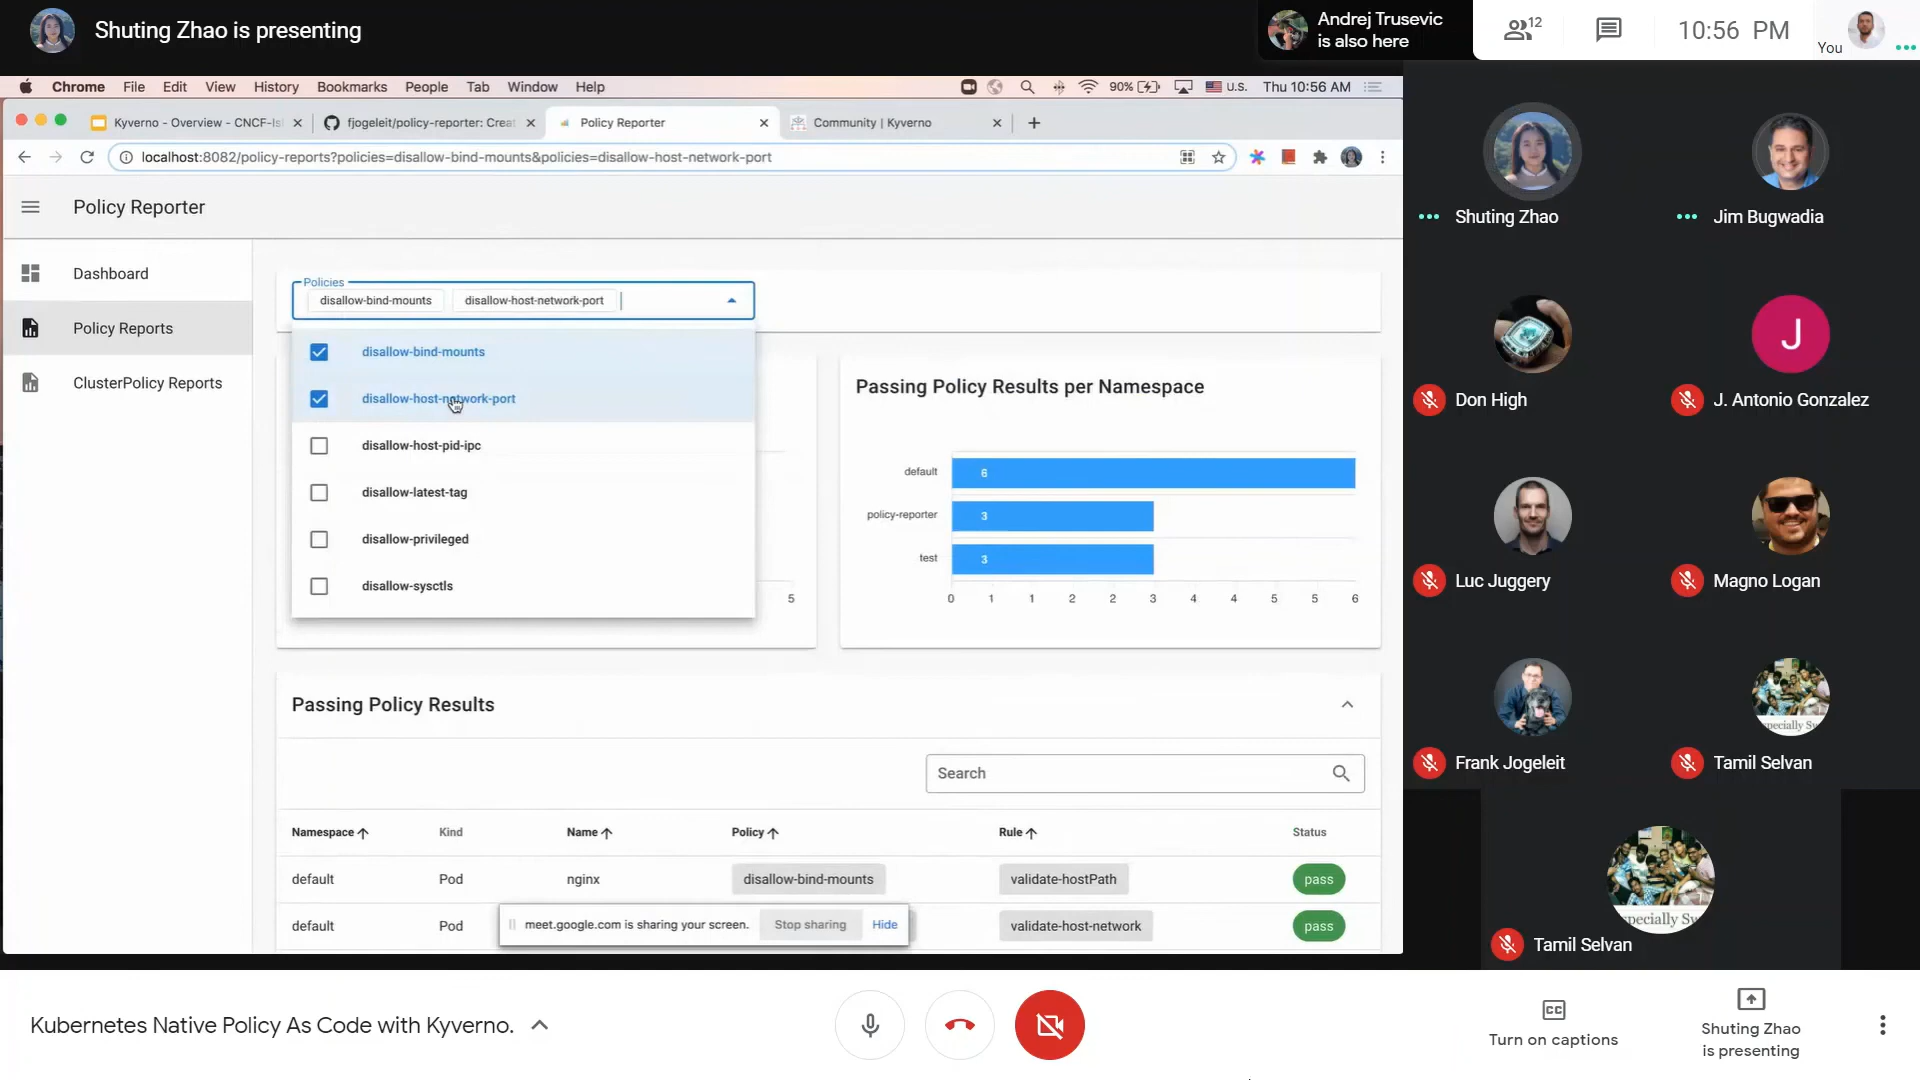 Shuting Zhao is presenting
Andrej Trusevic
is also here
12
10:56 PM
You
Chrome File Edit View History Bookmarks People Tab Window Help
90% U.S. Thu 10:56 AM
Kyverno - Overview - CNCF-Isl
fjogeleit/policy-reporter: Creat
Policy Reporter
Community | Kyverno
localhost:8082/policy-reports?policies=disallow-bind-mounts&policies=disallow-host-network-port
Policy Reporter
Dashboard
Policy Reports
ClusterPolicy Reports
Policies
disallow-bind-mounts disallow-host-network-port
disallow-bind-mounts
disallow-host-network-port
disallow-host-pid-ipc
disallow-latest-tag
disallow-privileged
disallow-sysctls
5
Passing Policy Results per Namespace
default 6
policy-reporter 3
test 3
0 1 1 2 2 3 4 4 5 5 6
Passing Policy Results
Search
Namespace Kind Name Policy Rule Status
default Pod nginx disallow-bind-mounts validate-hostPath pass
default Pod validate-host-network pass
meet.google.com is sharing your screen. Stop sharing Hide
Shuting Zhao
Jim Bugwadia
Don High
J
J. Antonio Gonzalez
Luc Juggery
Magno Logan
Frank Jogeleit
Tamil Selvan
Tamil Selvan
Kubernetes Native Policy As Code with Kyverno.
Turn on captions
Shuting Zhao
is presenting